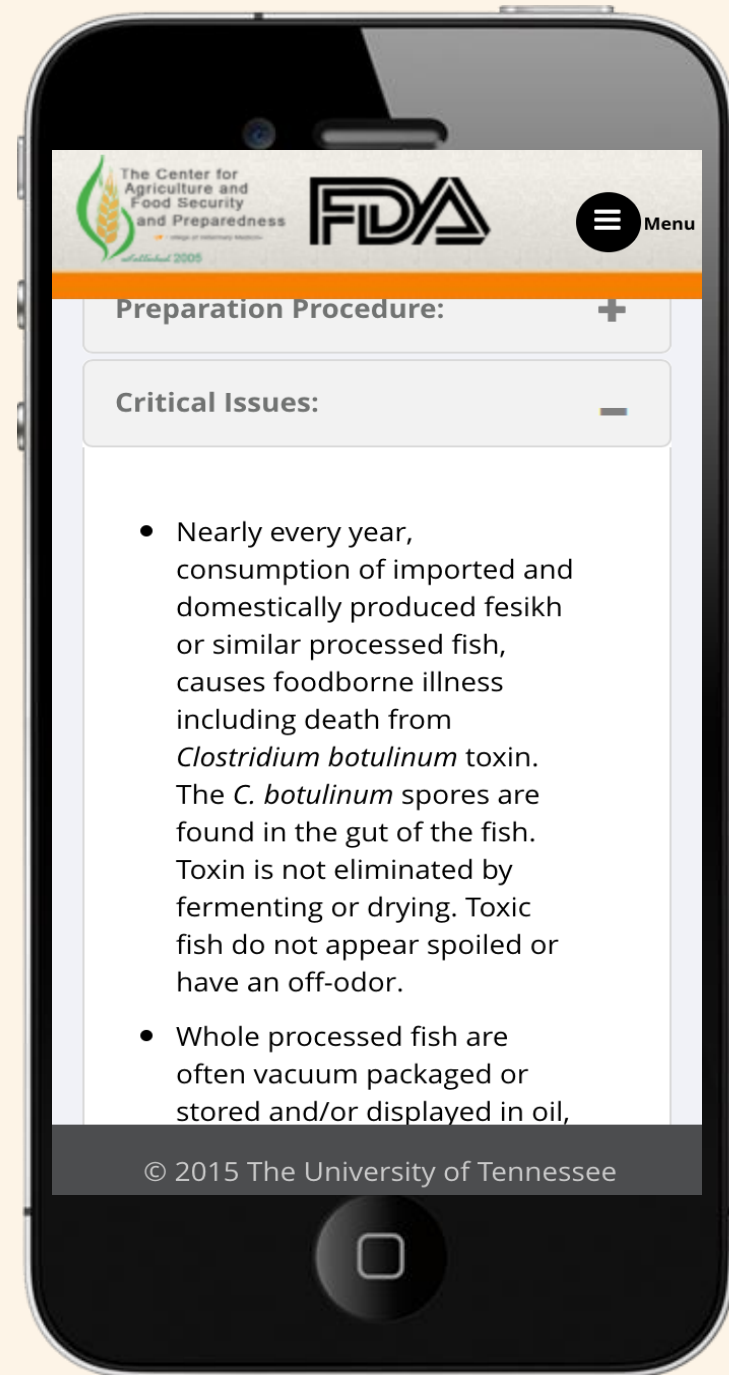 The Center for
Agriculture and
Food Security
and Preparedness
established 2005
FDA
Menu
Preparation Procedure:
Critical Issues:
• Nearly every year,
consumption of imported and
domestically produced fesikh
or similar processed fish,
causes foodborne illness
including death from
Clostridium botulinum toxin.
The C. botulinum spores are
found in the gut of the fish.
Toxin is not eliminated by
fermenting or drying. Toxic
fish do not appear spoiled or
have an off-odor.
• Whole processed fish are
often vacuum packaged or
stored and/or displayed in oil,
© 2015 The University of Tennessee